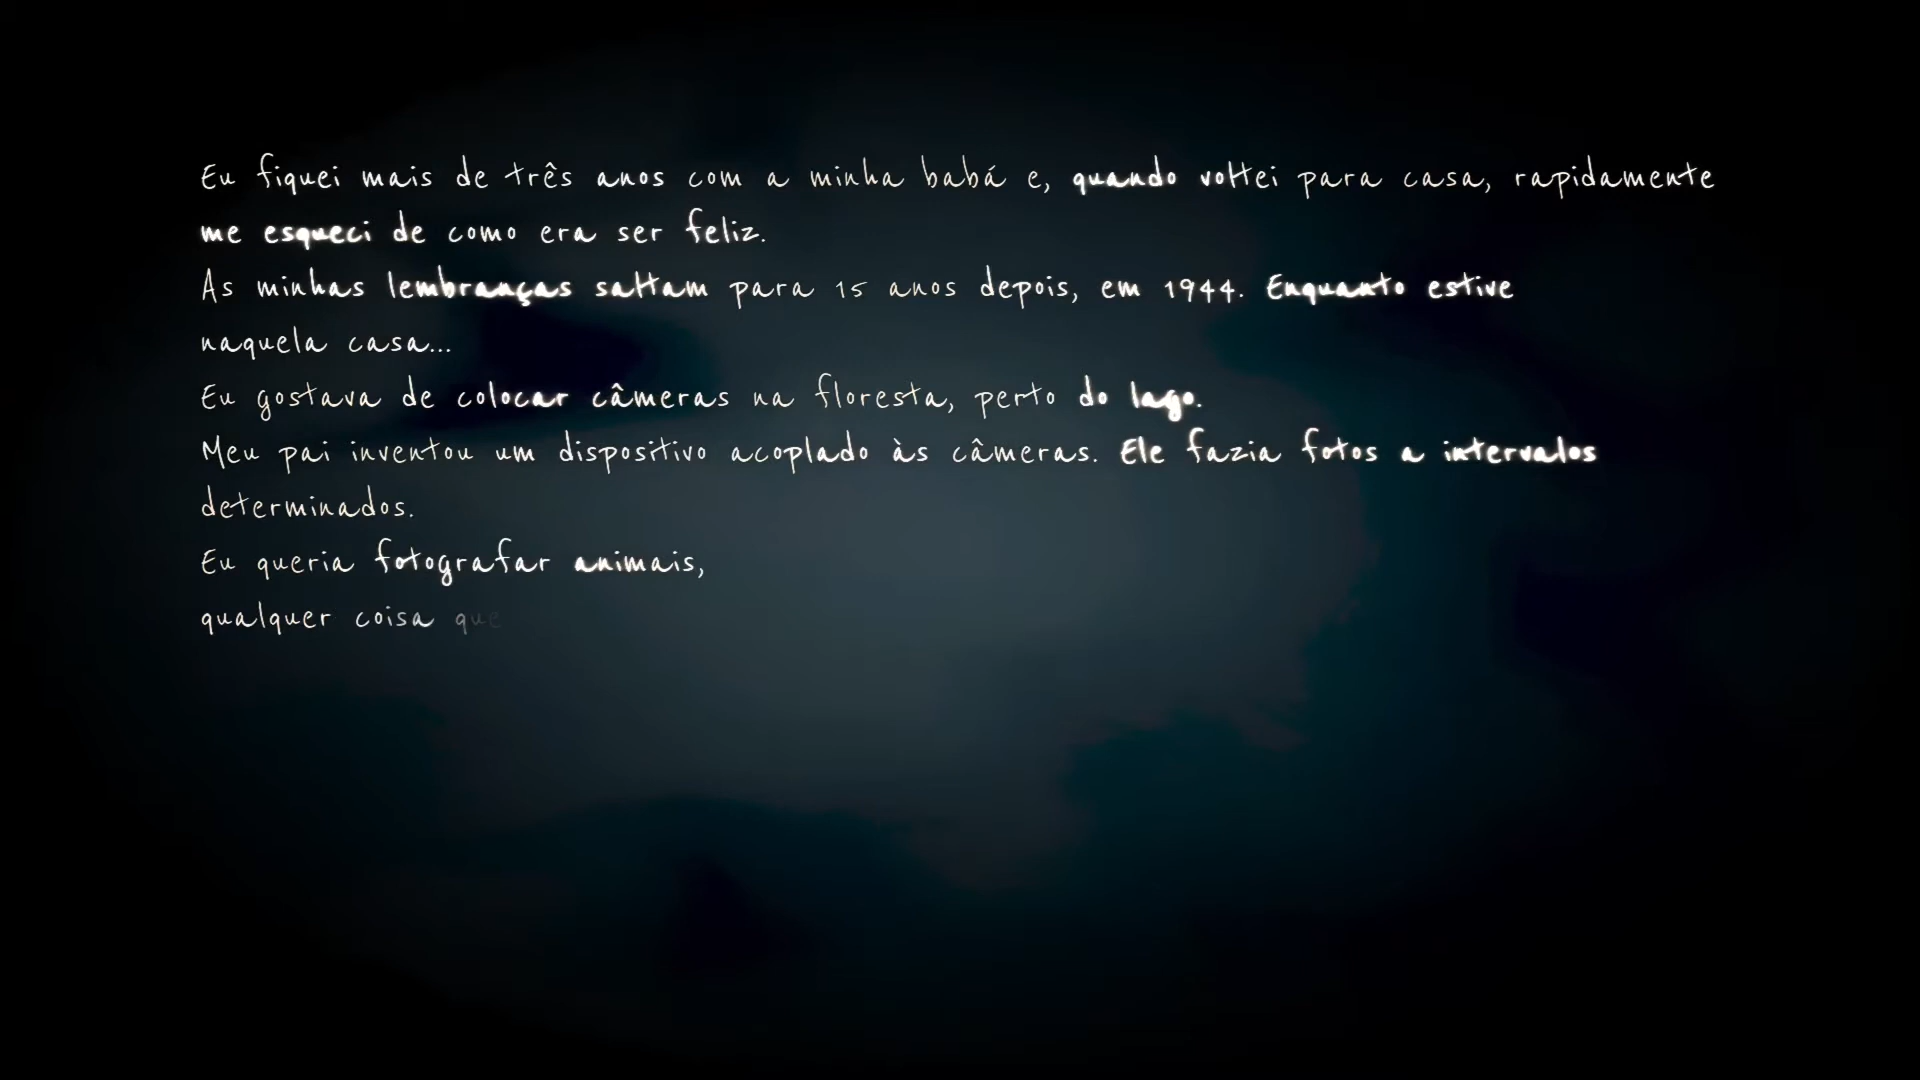 Eu fiquei mais de três anos com a minha babá e, quando voltei para casa, rapidamente
me esqueci de como era ser feliz.
As minhas lembranças saltam para 15 anos depois, em 1944. Enquanto estive
naquela casa...
Eu gostava de colocar câmeras na floresta, perto do lago.
Meu pai inventou um dispositivo acoplado às câmeras. Ele fazia fotos a intervalos
determinados.
Eu queria fotografar animais,
qualquer coisa que